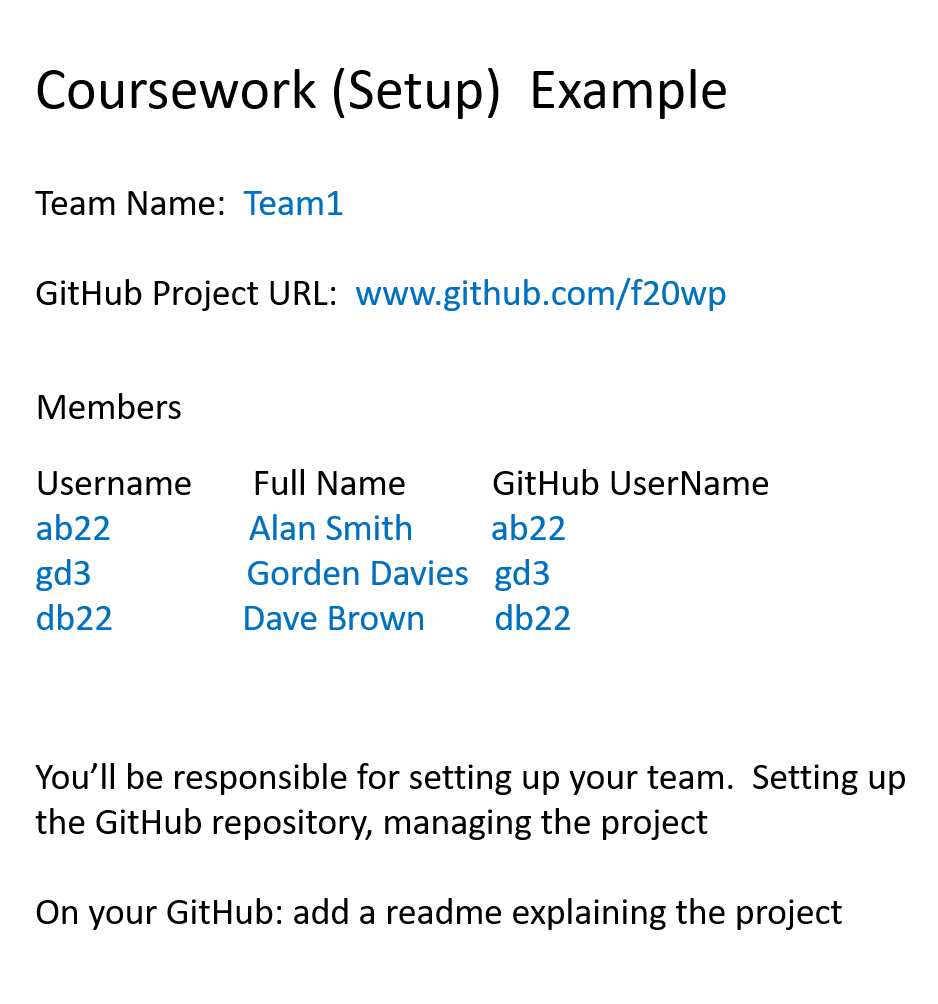 Coursework (Setup)  Example
Team Name:  Team1
GitHub Project URL:  www.github.com/f20wp
Members
Username Full Name GitHub UserName
ab22 Alan Smith ab22
gd3 Gorden Davies gd3
db22 Dave Brown db22
You’ll be responsible for setting up your team.  Setting up
the GitHub repository, managing the project
On your GitHub: add a readme explaining the project